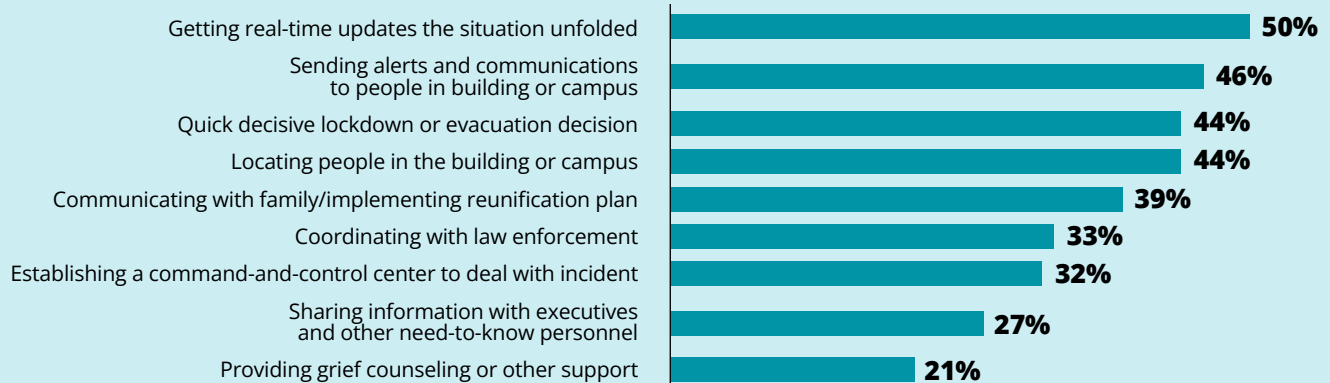 Getting real-time updates the situation unfolded
50%
Sending alerts and communications
to people in building or campus
46%
Quick decisive lockdown or evacuation decision
44%
Locating people in the building or campus
44%
Communicating with family/implementing reunification plan
39%
Coordinating with law enforcement
33%
Establishing a command-and-control center to deal with incident
32%
Sharing information with executives
and other need-to-know personnel
27%
Providing grief counseling or other support
21%